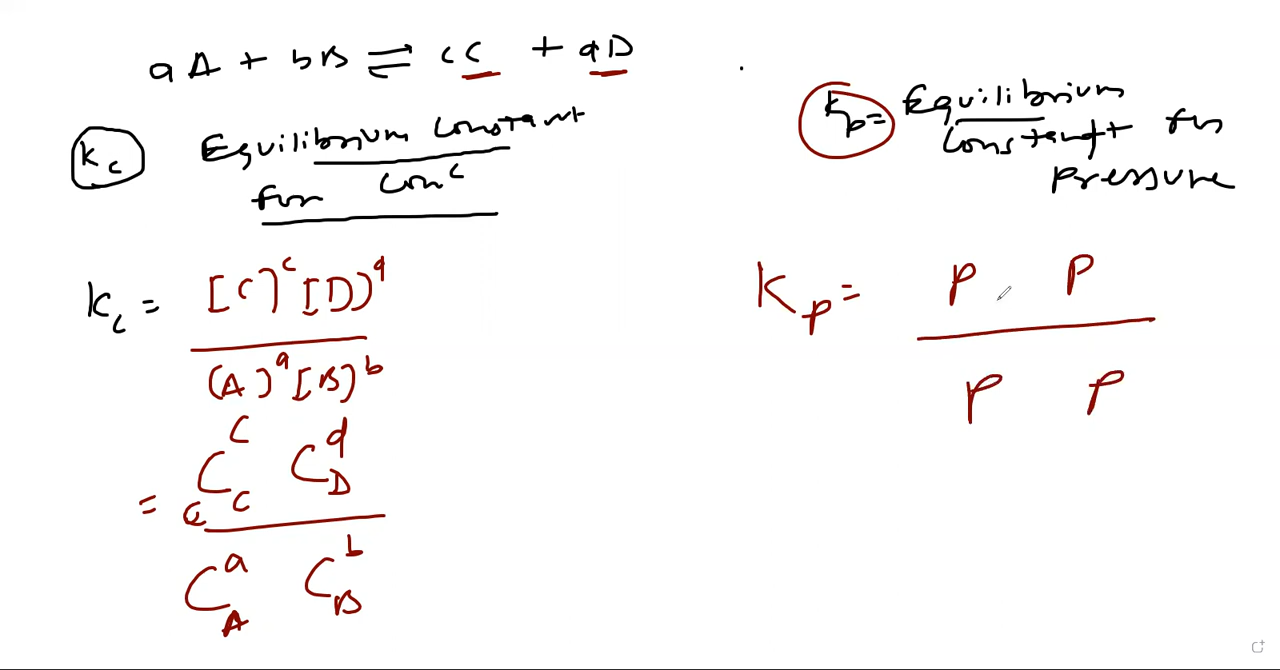 aA + bB ⇌ cC + dD
Kc Equilibrium Constant
for Conc
Kp = Equilibrium
Constant for
Pressure
Kc = [C]^c [D]^d
[A]^a [B]^b
= C_C^c C_D^d
C_A^a C_B^b
Kp = P P
P P